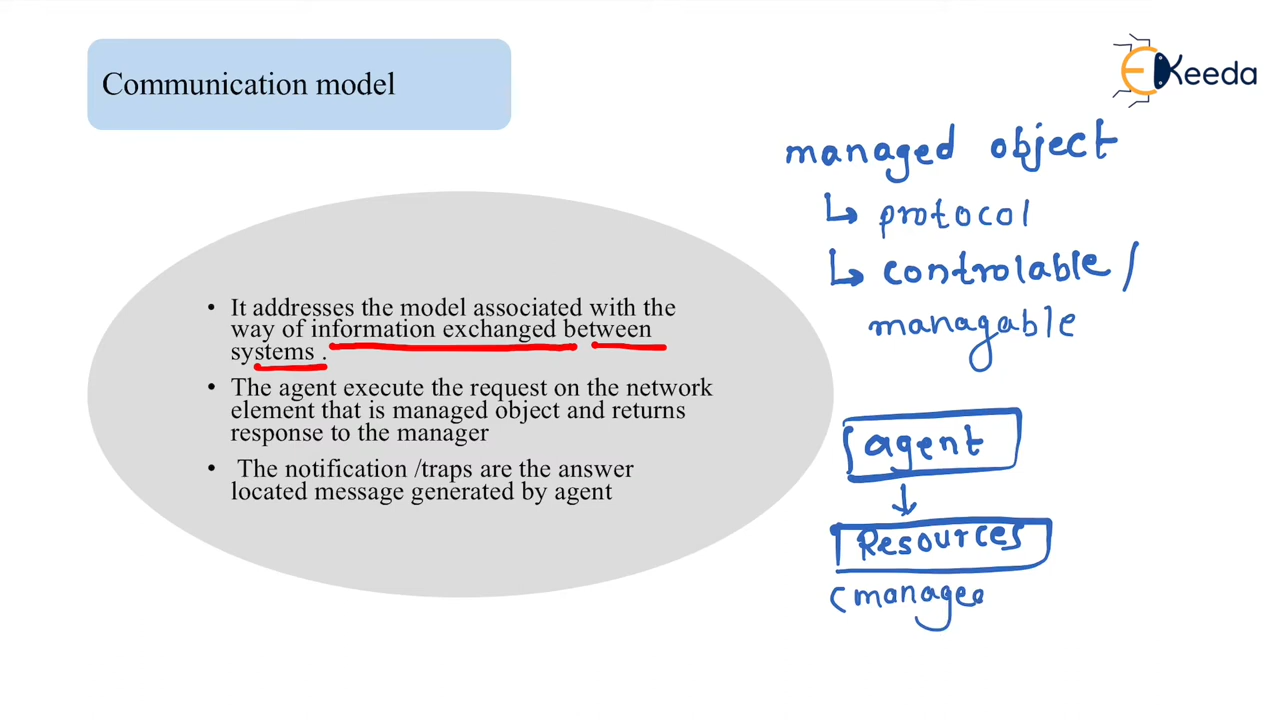 Communication model
EKeeda
managed object
↳ protocol
↳ controlable /
managable
• It addresses the model associated with the
way of information exchanged between
systems .
• The agent execute the request on the network
element that is managed object and returns
response to the manager
• The notification /traps are the answer
located message generated by agent
agent
↓
Resources
(manage